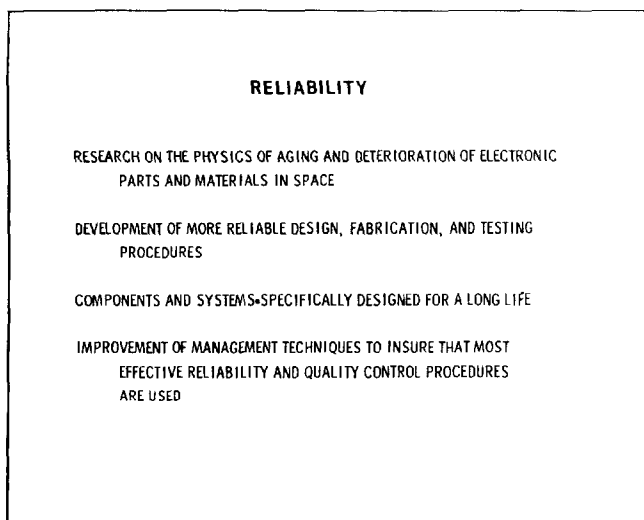 RELIABILITY
RESEARCH ON THE PHYSICS OF AGING AND DETERIORATION OF ELECTRONIC
PARTS AND MATERIALS IN SPACE
DEVELOPMENT OF MORE RELIABLE DESIGN, FABRICATION, AND TESTING
PROCEDURES
COMPONENTS AND SYSTEMS•SPECIFICALLY DESIGNED FOR A LONG LIFE
IMPROVEMENT OF MANAGEMENT TECHNIQUES TO INSURE THAT MOST
EFFECTIVE RELIABILITY AND QUALITY CONTROL PROCEDURES
ARE USED